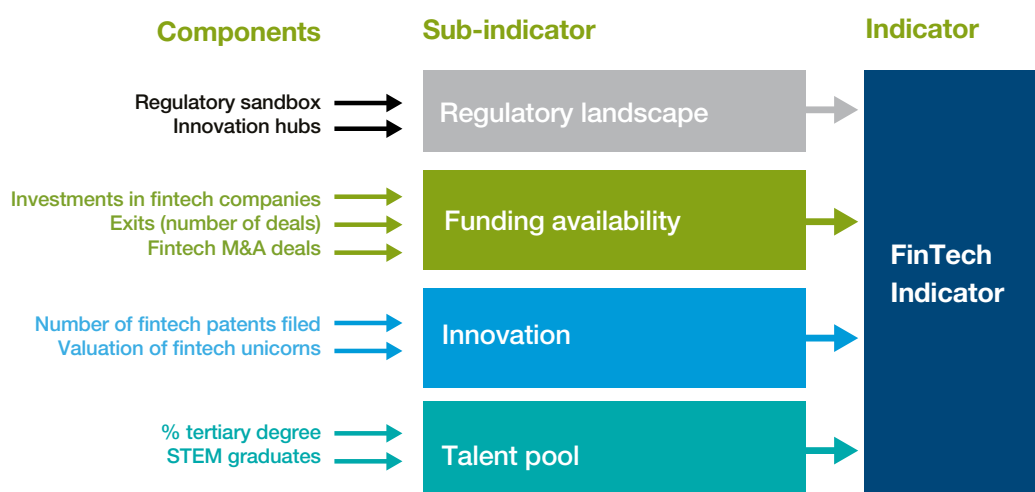 Components
Sub-indicator
Indicator
Regulatory sandbox
Innovation hubs
Regulatory landscape
Investments in fintech companies
Exits (number of deals)
Fintech M&A deals
Funding availability
FinTech
Indicator
Number of fintech patents filed
Valuation of fintech unicorns
Innovation
% tertiary degree
STEM graduates
Talent pool